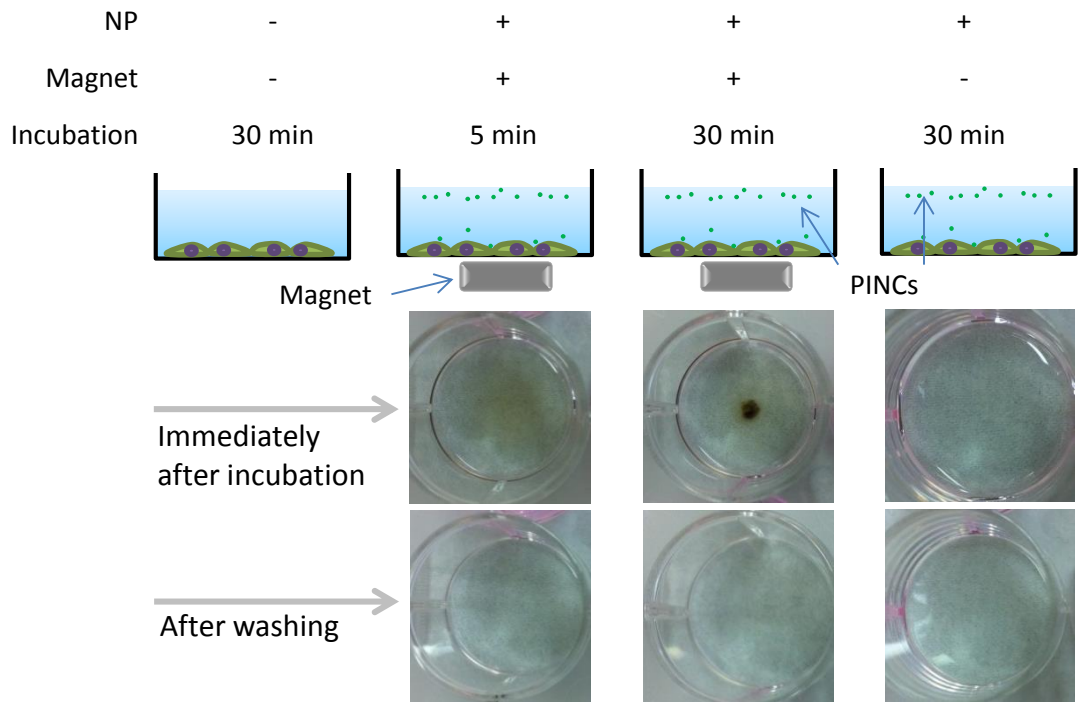 NP - + + +
Magnet - + + -
Incubation 30 min 5 min 30 min 30 min
Magnet
PINCs
Immediately
after incubation
After washing